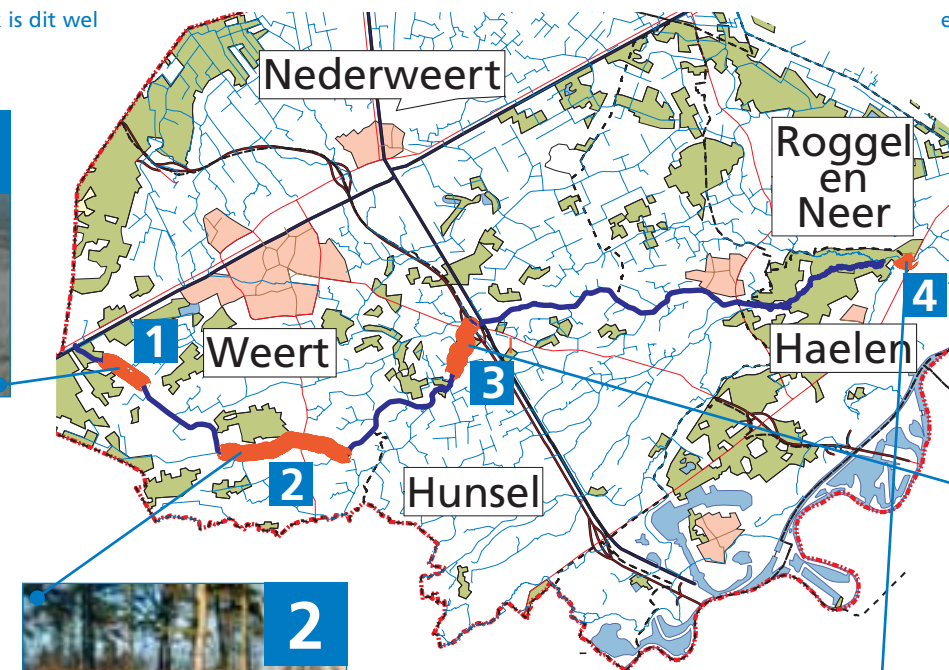 is dit wel
e
Nederweert
Roggel
en
Neer
1
Weert
3
4
Haelen
2
Hunsel
2